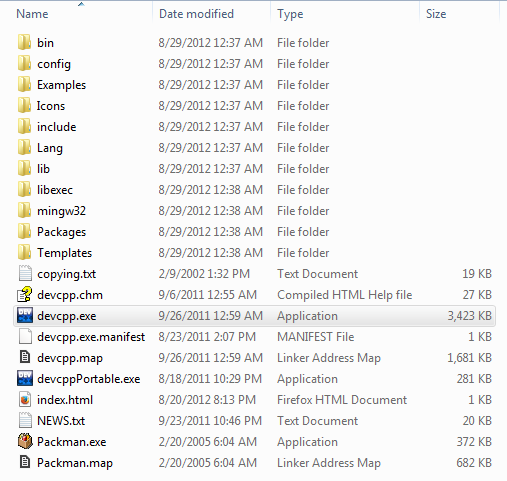 Name Date modified Type Size
bin 8/29/2012 12:37 AM File folder
config 8/29/2012 12:37 AM File folder
Examples 8/29/2012 12:37 AM File folder
Icons 8/29/2012 12:37 AM File folder
include 8/29/2012 12:37 AM File folder
Lang 8/29/2012 12:37 AM File folder
lib 8/29/2012 12:37 AM File folder
libexec 8/29/2012 12:38 AM File folder
mingw32 8/29/2012 12:38 AM File folder
Packages 8/29/2012 12:38 AM File folder
Templates 8/29/2012 12:38 AM File folder
copying.txt 2/9/2002 1:32 PM Text Document 19 KB
devcpp.chm 9/6/2011 12:55 AM Compiled HTML Help file 27 KB
devcpp.exe 9/26/2011 12:59 AM Application 3,423 KB
devcpp.exe.manifest 8/23/2011 2:07 PM MANIFEST File 1 KB
devcpp.map 9/26/2011 12:59 AM Linker Address Map 1,681 KB
devcppPortable.exe 8/18/2011 10:29 PM Application 281 KB
index.html 8/20/2012 8:13 PM Firefox HTML Document 1 KB
NEWS.txt 9/23/2011 10:46 PM Text Document 20 KB
Packman.exe 2/20/2005 6:04 AM Application 372 KB
Packman.map 2/20/2005 6:04 AM Linker Address Map 682 KB